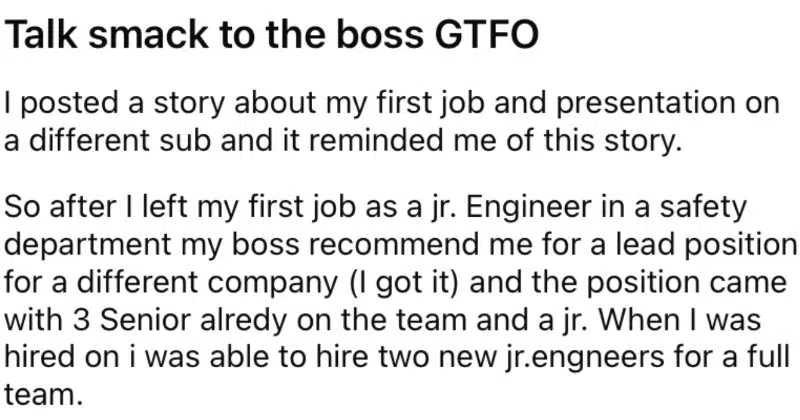 Talk smack to the boss GTFO
I posted a story about my first job and presentation on
a different sub and it reminded me of this story.
So after I left my first job as a jr. Engineer in a safety
department my boss recommend me for a lead position
for a different company (I got it) and the position came
with 3 Senior alredy on the team and a jr. When I was
hired on i was able to hire two new jr.engneers for a full
team.